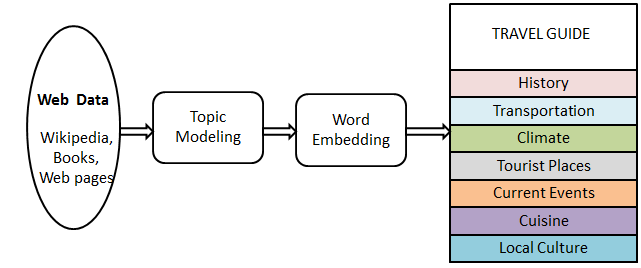 Web Data
Wikipedia,
Books,
Web pages
Topic
Modeling
Word
Embedding
TRAVEL GUIDE
History
Transportation
Climate
Tourist Places
Current Events
Cuisine
Local Culture